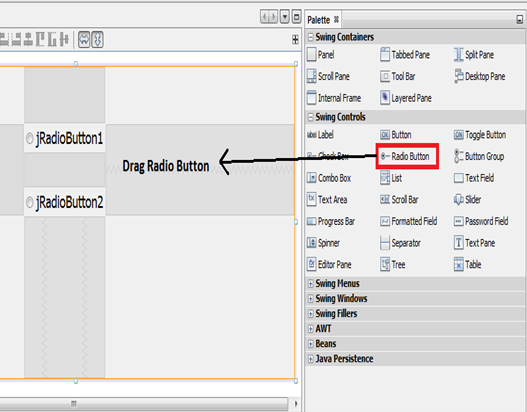 Palette
Swing Containers
Panel Tabbed Pane Split Pane
Scroll Pane Tool Bar Desktop Pane
Internal Frame Layered Pane
Swing Controls
Label Button Toggle Button
Check Box Radio Button Button Group
Combo Box List Text Field
Text Area Scroll Bar Slider
Progress Bar Formatted Field Password Field
Spinner Separator Text Pane
Editor Pane Tree Table
Swing Menus
Swing Windows
Swing Fillers
AWT
Beans
Java Persistence
jRadioButton1
Drag Radio Button
jRadioButton2